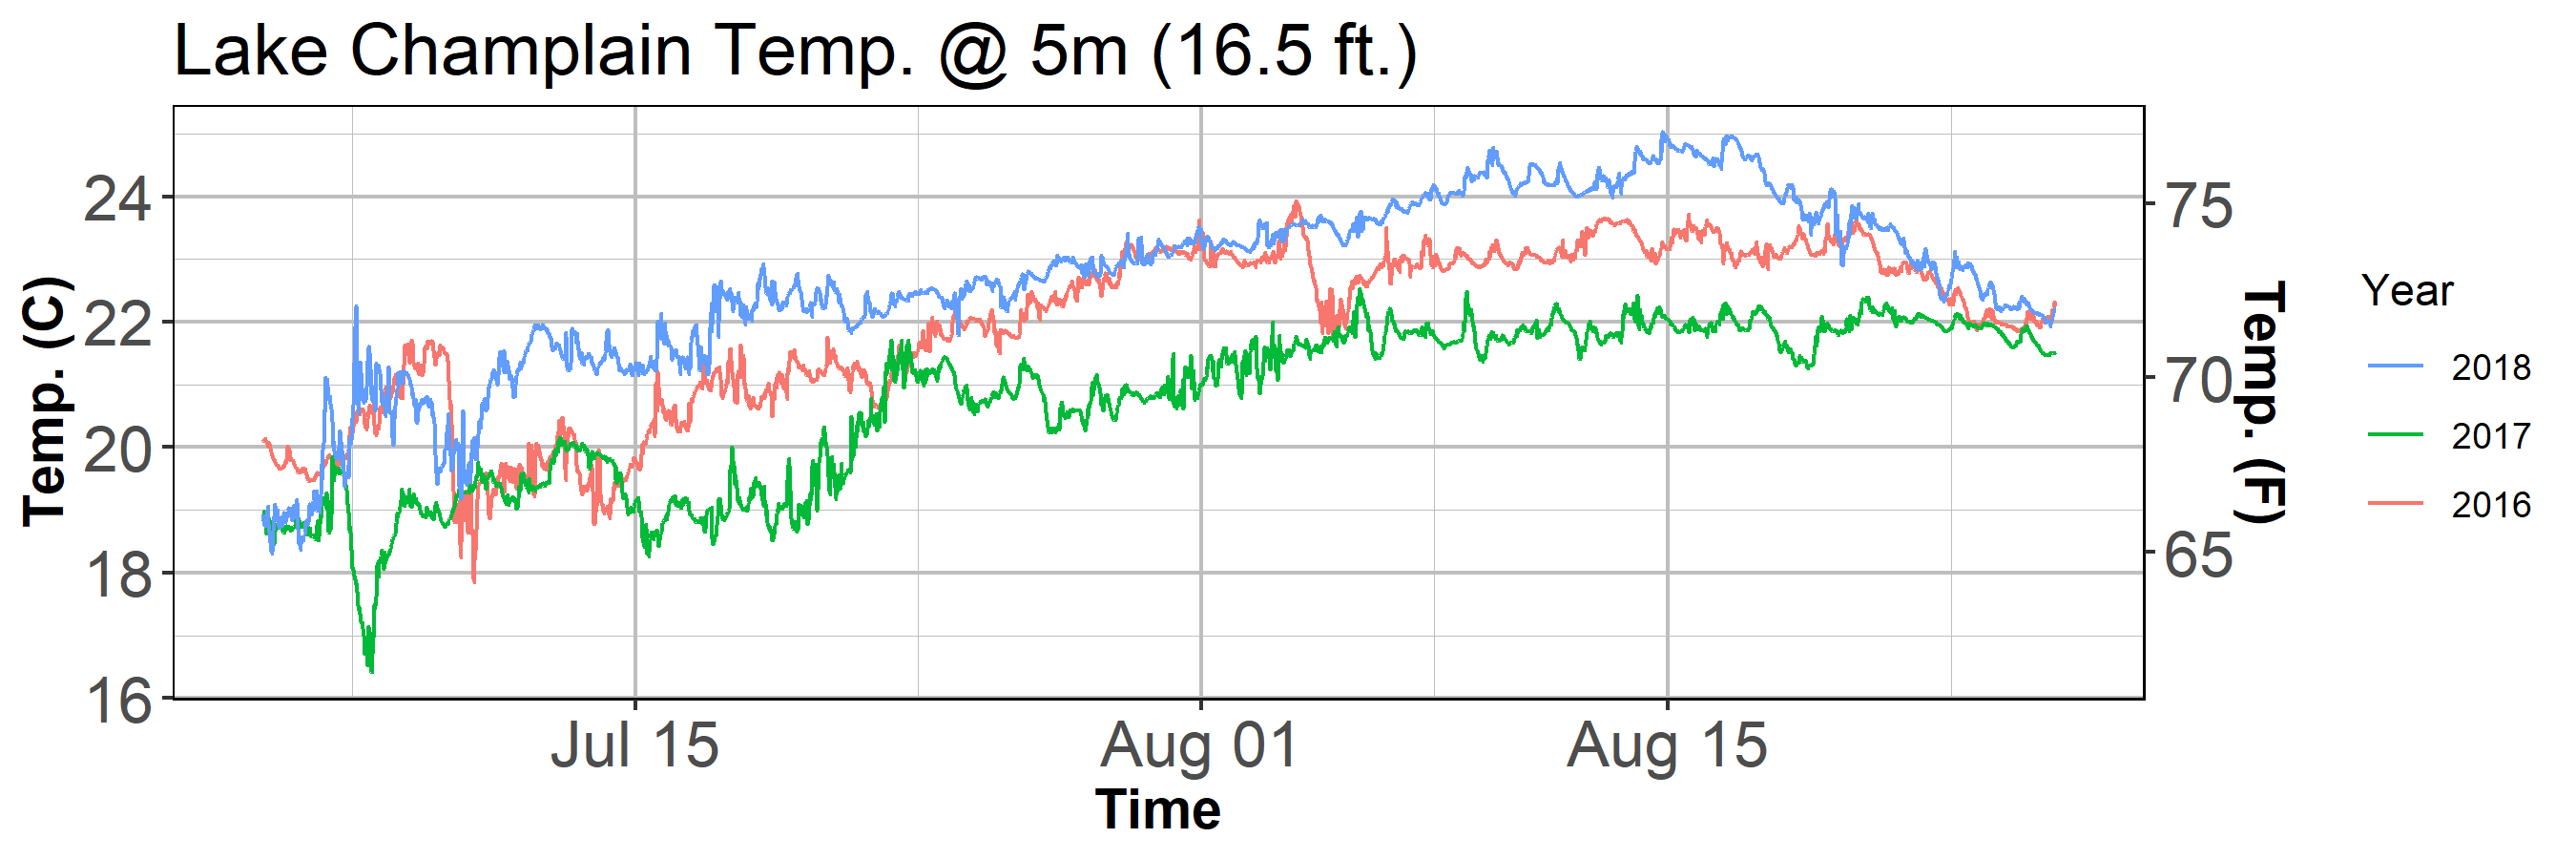 Lake Champlain Temp. @ 5m (16.5 ft.)
Temp. (C)
24
22
20
18
16
75
70
65
Temp. (F)
Jul 15
Aug 01
Aug 15
Time
Year
2018
2017
2016